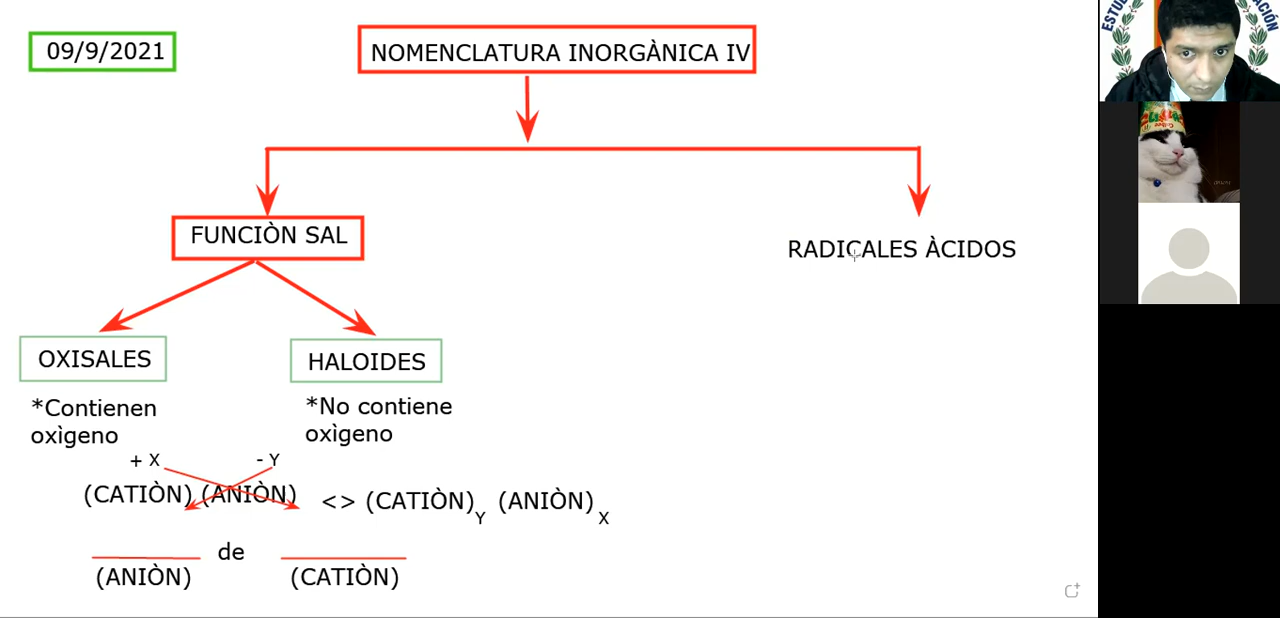 09/9/2021
NOMENCLATURA INORGÀNICA IV
FUNCIÒN SAL
RADICALES ÀCIDOS
OXISALES
HALOIDES
*Contienen
oxìgeno
*No contiene
oxìgeno
+ X
- Y
(CATIÒN) (ANIÒN) <> (CATIÒN)Y (ANIÒN)X
de
(ANIÒN) (CATIÒN)